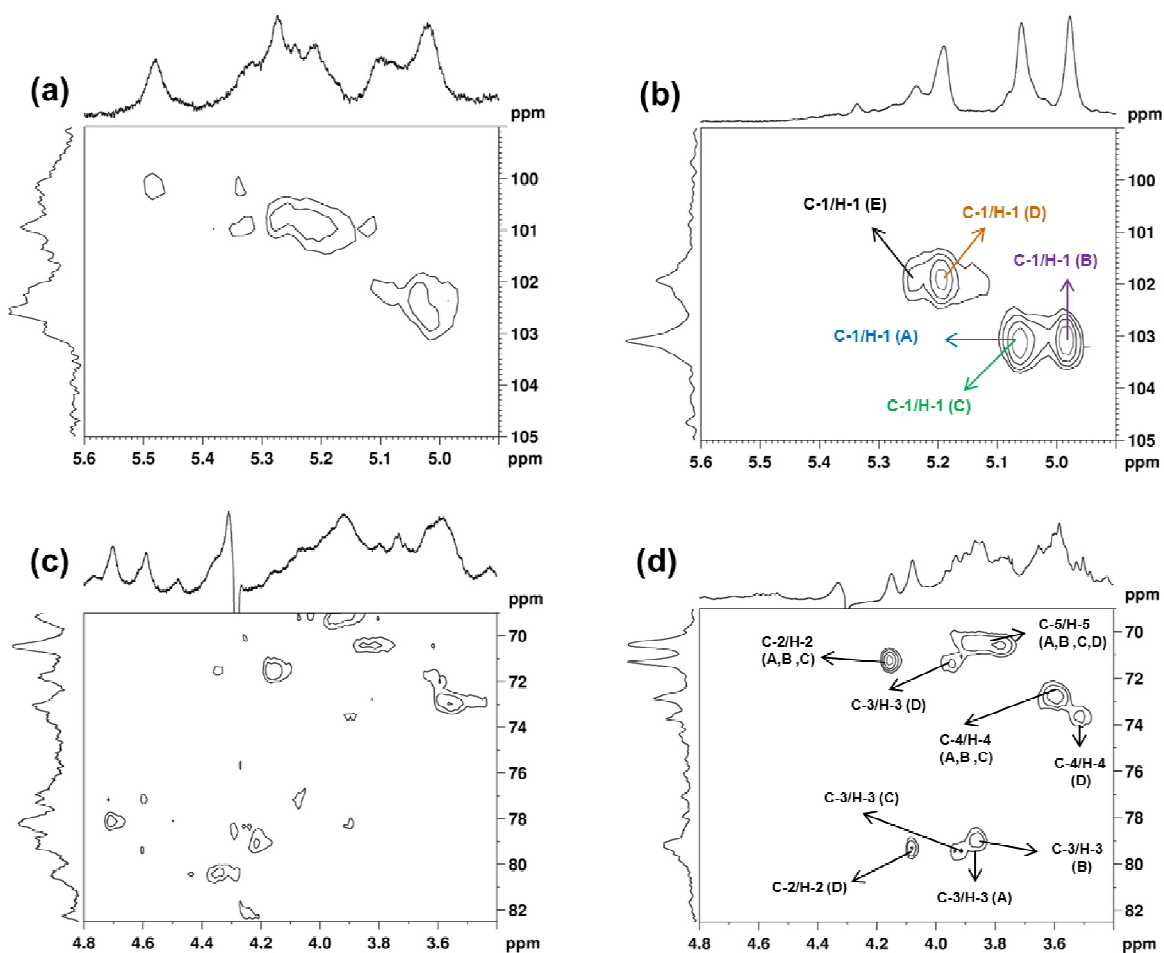 (a)
ppm
100
101
102
103
104
105
5.6 5.5 5.4 5.3 5.2 5.1 5.0
ppm
(b)
ppm
100
101
102
103
104
105
C-1/H-1 (E)
C-1/H-1 (D)
C-1/H-1 (B)
C-1/H-1 (A)
C-1/H-1 (C)
5.6 5.5 5.4 5.3 5.2 5.1 5.0
ppm
(c)
ppm
70
72
74
76
78
80
82
4.8 4.6 4.4 4.2 4.0 3.8 3.6
ppm
(d)
ppm
70
72
74
76
78
80
82
C-2/H-2
(A,B ,C)
C-5/H-5
(A,B,C,D)
C-3/H-3 (D)
C-4/H-4
(A,B ,C)
C-4/H-4
(D)
C-3/H-3 (C)
C-3/H-3
(B)
C-2/H-2 (D)
C-3/H-3 (A)
4.8 4.6 4.4 4.2 4.0 3.8 3.6
ppm